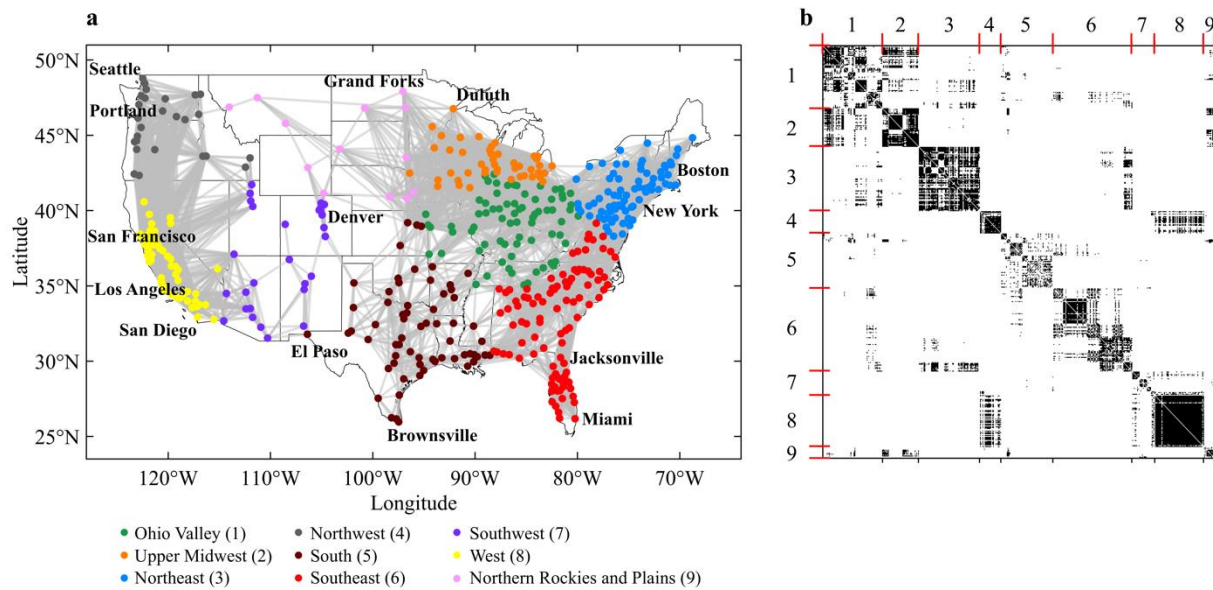 a
b
50°N
45°N
40°N
35°N
30°N
25°N
Latitude
120°W
110°W
100°W
90°W
80°W
70°W
Longitude
Seattle
Portland
Grand Forks
Duluth
Boston
New York
Denver
San Francisco
Los Angeles
San Diego
El Paso
Jacksonville
Brownsville
Miami
Ohio Valley (1)
Northwest (4)
Southwest (7)
Upper Midwest (2)
South (5)
West (8)
Northeast (3)
Southeast (6)
Northern Rockies and Plains (9)
1 2 3 4 5 6 7 8 9
1
2
3
4
5
6
7
8
9